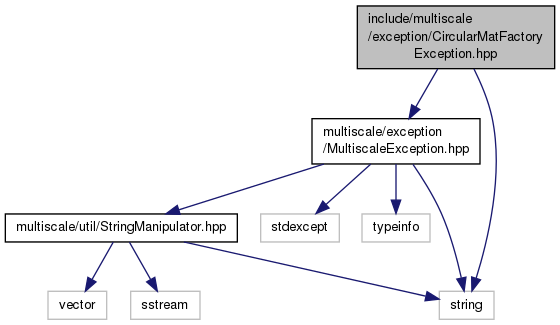 include/multiscale
/exception/CircularMatFactory
Exception.hpp
multiscale/exception
/MultiscaleException.hpp
multiscale/util/StringManipulator.hpp
stdexcept
typeinfo
vector
sstream
string